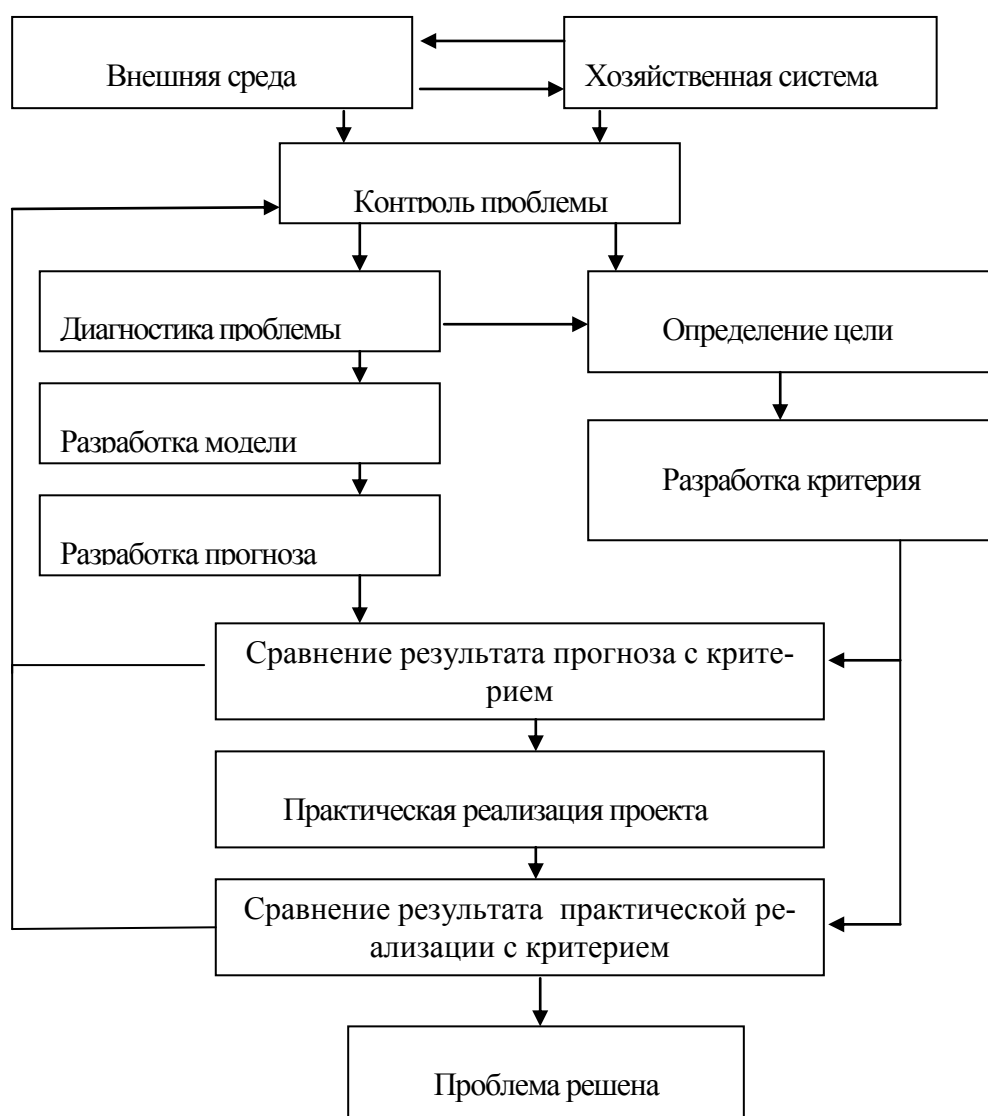 Внешняя среда
Хозяйственная система
Контроль проблемы
Диагностика проблемы
Определение цели
Разработка модели
Разработка критерия
Разработка прогноза
Сравнение результата прогноза с крите-
рием
Практическая реализация проекта
Сравнение результата практической ре-
ализации с критерием
Проблема решена